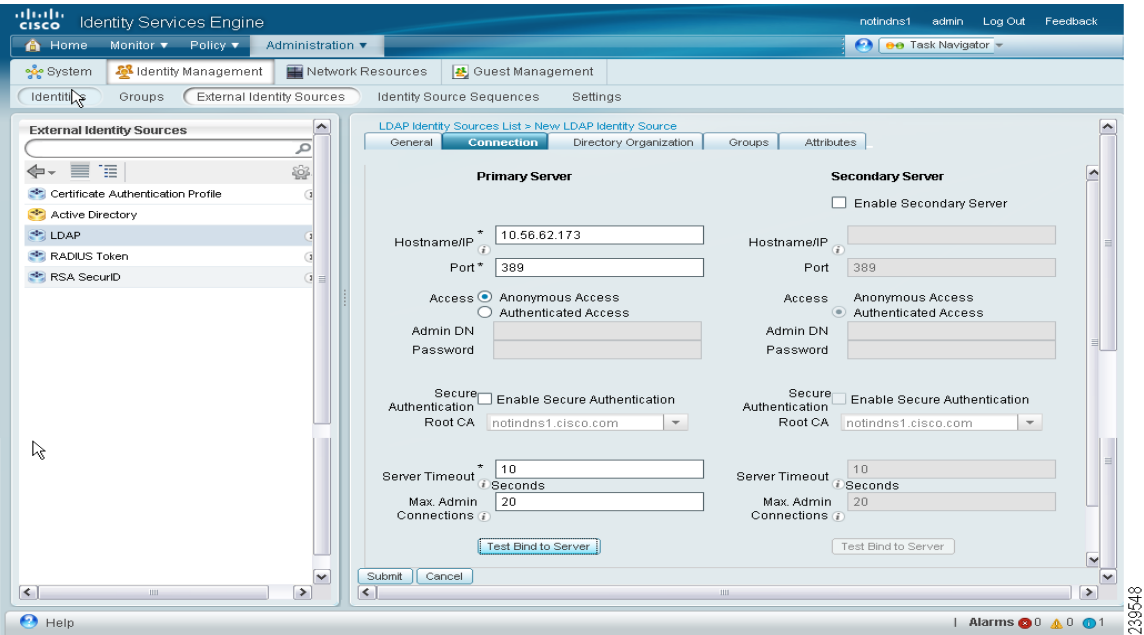 cisco Identity Services Engine
notindns1 admin Log Out Feedback
Home Monitor Policy Administration
Task Navigator
System Identity Management Network Resources Guest Management
Identities Groups External Identity Sources Identity Source Sequences Settings
External Identity Sources
Certificate Authentication Profile
Active Directory
LDAP
RADIUS Token
RSA SecurID
LDAP Identity Sources List > New LDAP Identity Source
General Connection Directory Organization Groups Attributes
Primary Server
Hostname/IP * 10.56.62.173
Port * 389
Access Anonymous Access
Authenticated Access
Admin DN
Password
Secure Authentication Enable Secure Authentication
Root CA notindns1.cisco.com
Server Timeout * 10
Seconds
Max. Admin Connections 20
Test Bind to Server
Secondary Server
Enable Secondary Server
Hostname/IP
Port 389
Access Anonymous Access
Authenticated Access
Admin DN
Password
Secure Authentication Enable Secure Authentication
Root CA notindns1.cisco.com
Server Timeout 10
Seconds
Max. Admin Connections 20
Test Bind to Server
Submit Cancel
Help
Alarms 0 0 1
239548